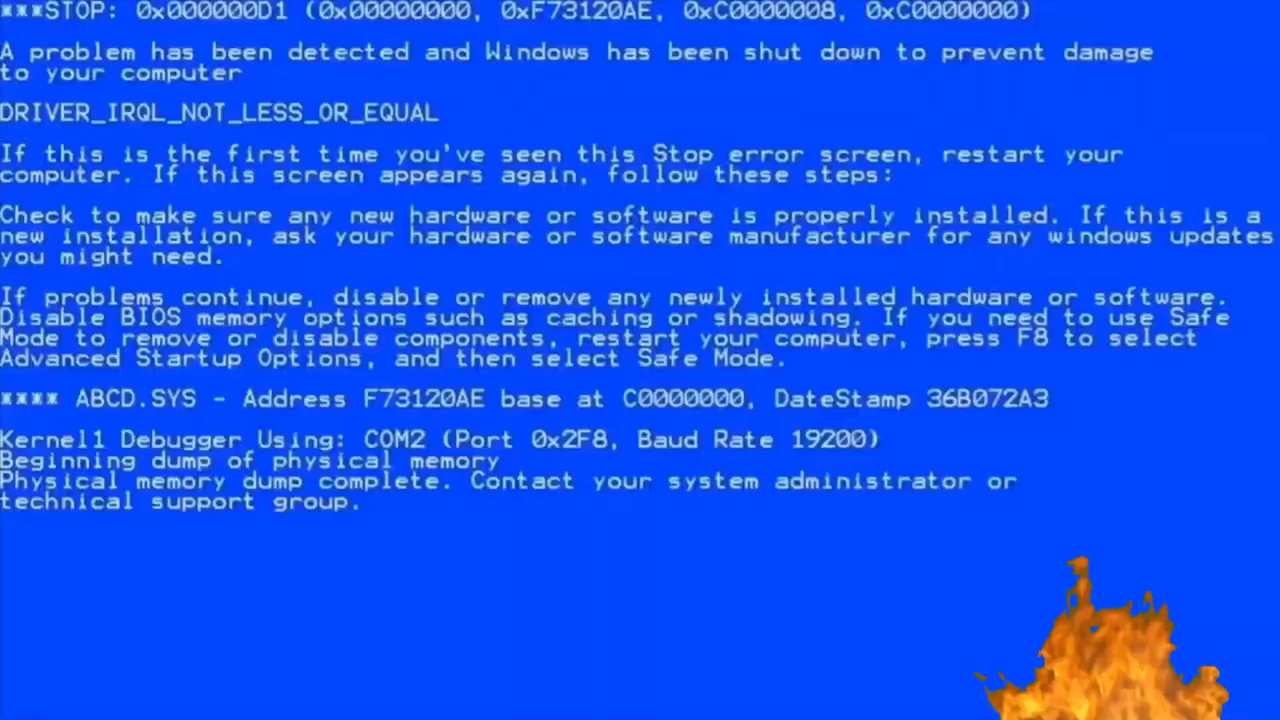 ***STOP: 0x000000D1 (0x00000000, 0xF73120AE, 0xC0000008, 0xC0000000)
A problem has been detected and Windows has been shut down to prevent damage
to your computer
DRIVER_IRQL_NOT_LESS_OR_EQUAL
If this is the first time you've seen this Stop error screen, restart your
computer. If this screen appears again, follow these steps:
Check to make sure any new hardware or software is properly installed. If this is a
new installation, ask your hardware or software manufacturer for any windows updates
you might need.
If problems continue, disable or remove any newly installed hardware or software.
Disable BIOS memory options such as caching or shadowing. If you need to use Safe
Mode to remove or disable components, restart your computer, press F8 to select
Advanced Startup Options, and then select Safe Mode.
**** ABCD.SYS - Address F73120AE base at C0000000, DateStamp 36B072A3
Kernel1 Debugger Using: COM2 (Port 0x2F8, Baud Rate 19200)
Beginning dump of physical memory
Physical memory dump complete. Contact your system administrator or
technical support group.